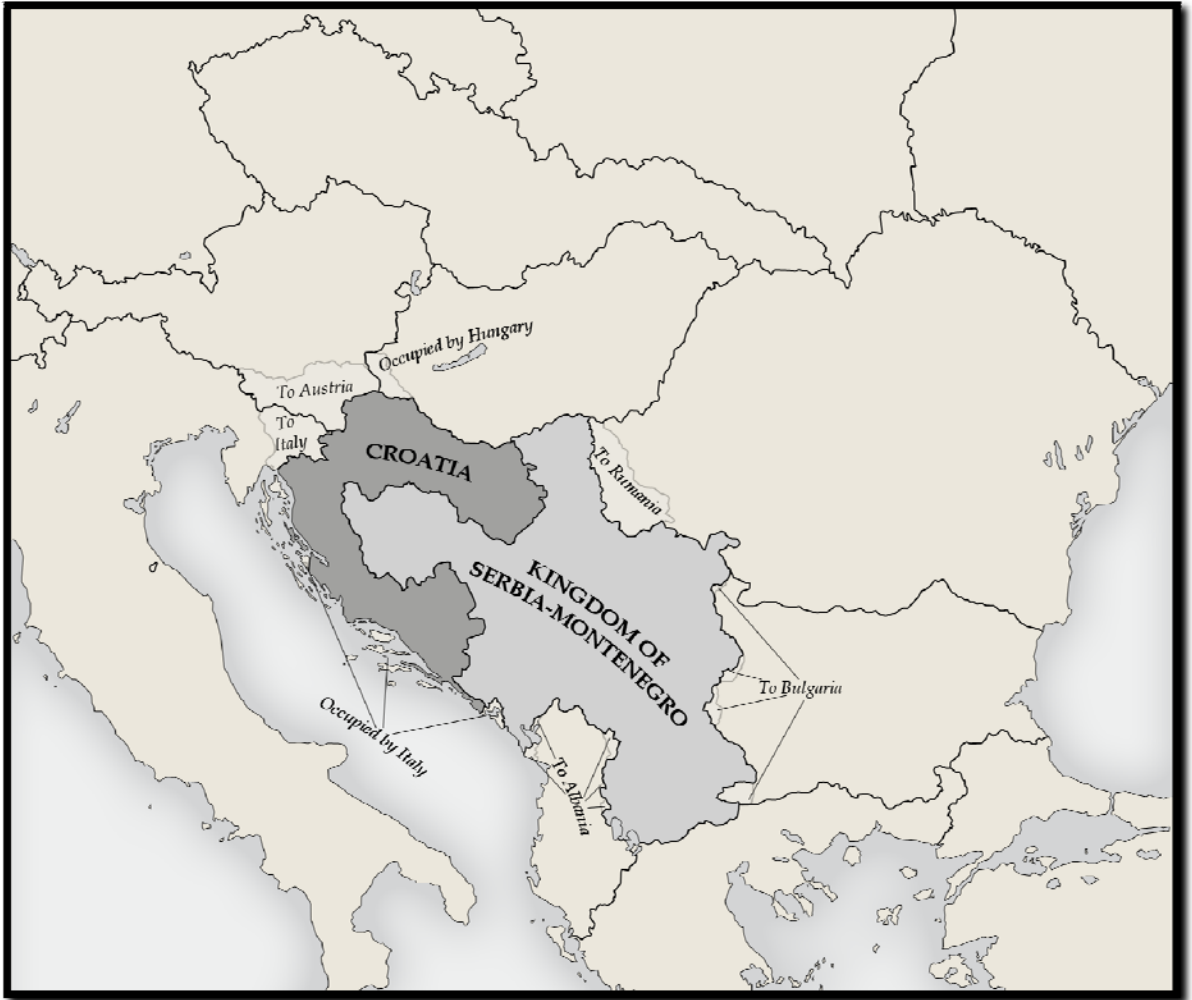 Occupied by Hungary
To Austria
To
Italy
CROATIA
To Rumania
KINGDOM OF
SERBIA-MONTENEGRO
To Bulgaria
Occupied by Italy
To Albania